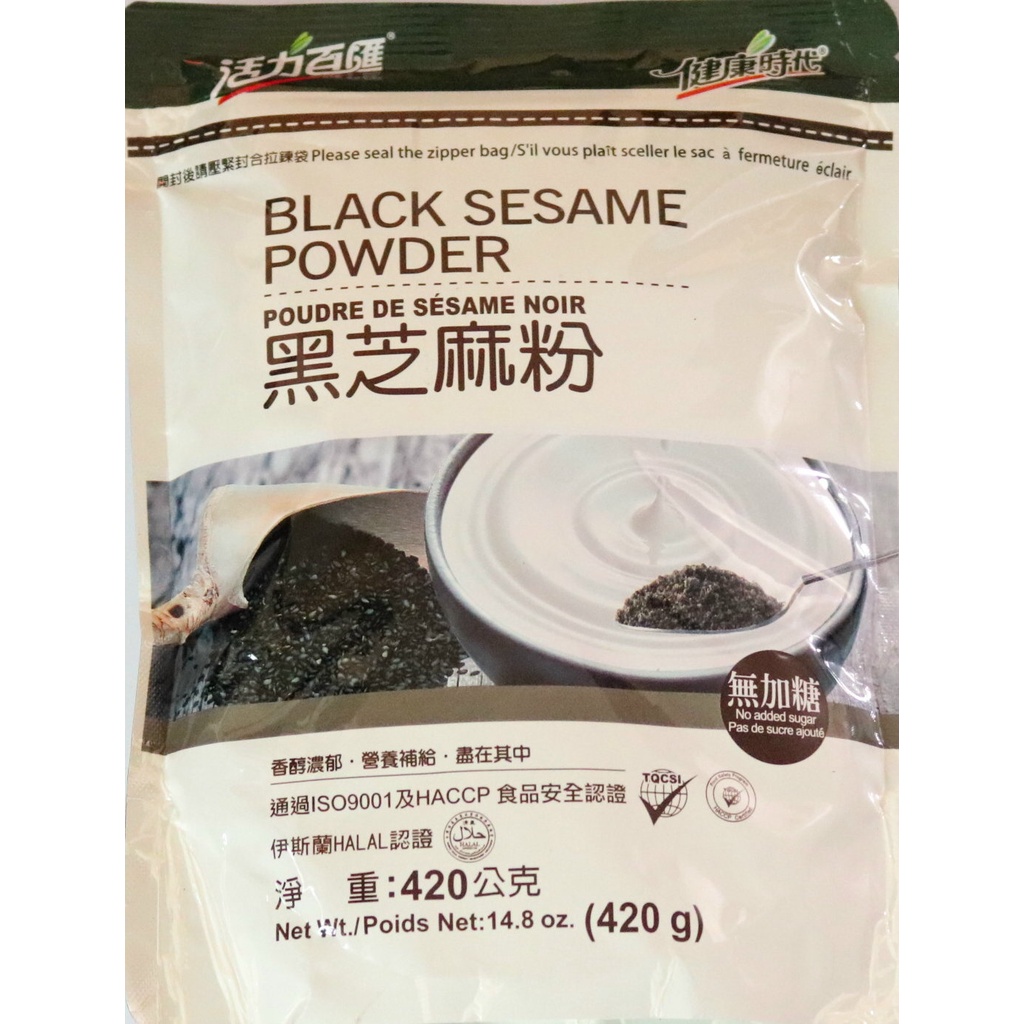 活力百匯®
健康時代®
開封後請壓緊封合拉鍊袋 Please seal the zipper bag/S'il vous plaît sceller le sac à fermeture éclair
BLACK SESAME
POWDER
POUDRE DE SÉSAME NOIR
黑芝麻粉
無加糖
No added sugar
Pas de sucre ajouté
香醇濃郁·營養補給·盡在其中
通過ISO9001及HACCP 食品安全認證
TQCSI
HACCP
伊斯蘭HALAL認證
حلال
HALAL
淨 重:420公克
Net Wt./Poids Net:14.8 oz. (420 g)